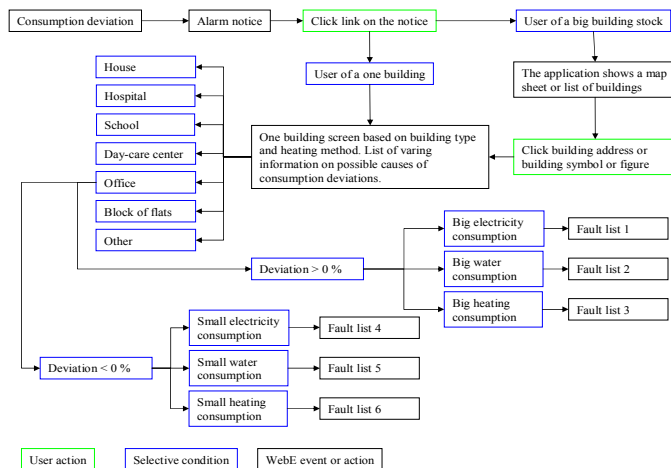 Consumption deviation
Alarm notice
Click link on the notice
User of a big building stock
House
Hospital
School
Day-care center
Office
Block of flats
Other
User of a one building
The application shows a map
sheet or list of buildings
One building screen based on building type
and heating method. List of varing
information on possible causes of
consumption deviations.
Click building address or
building symbol or figure
Deviation > 0 %
Big electricity
consumption
Fault list 1
Big water
consumption
Fault list 2
Big heating
consumption
Fault list 3
Deviation < 0 %
Small electricity
consumption
Fault list 4
Small water
consumption
Fault list 5
Small heating
consumption
Fault list 6
User action
Selective condition
WebE event or action